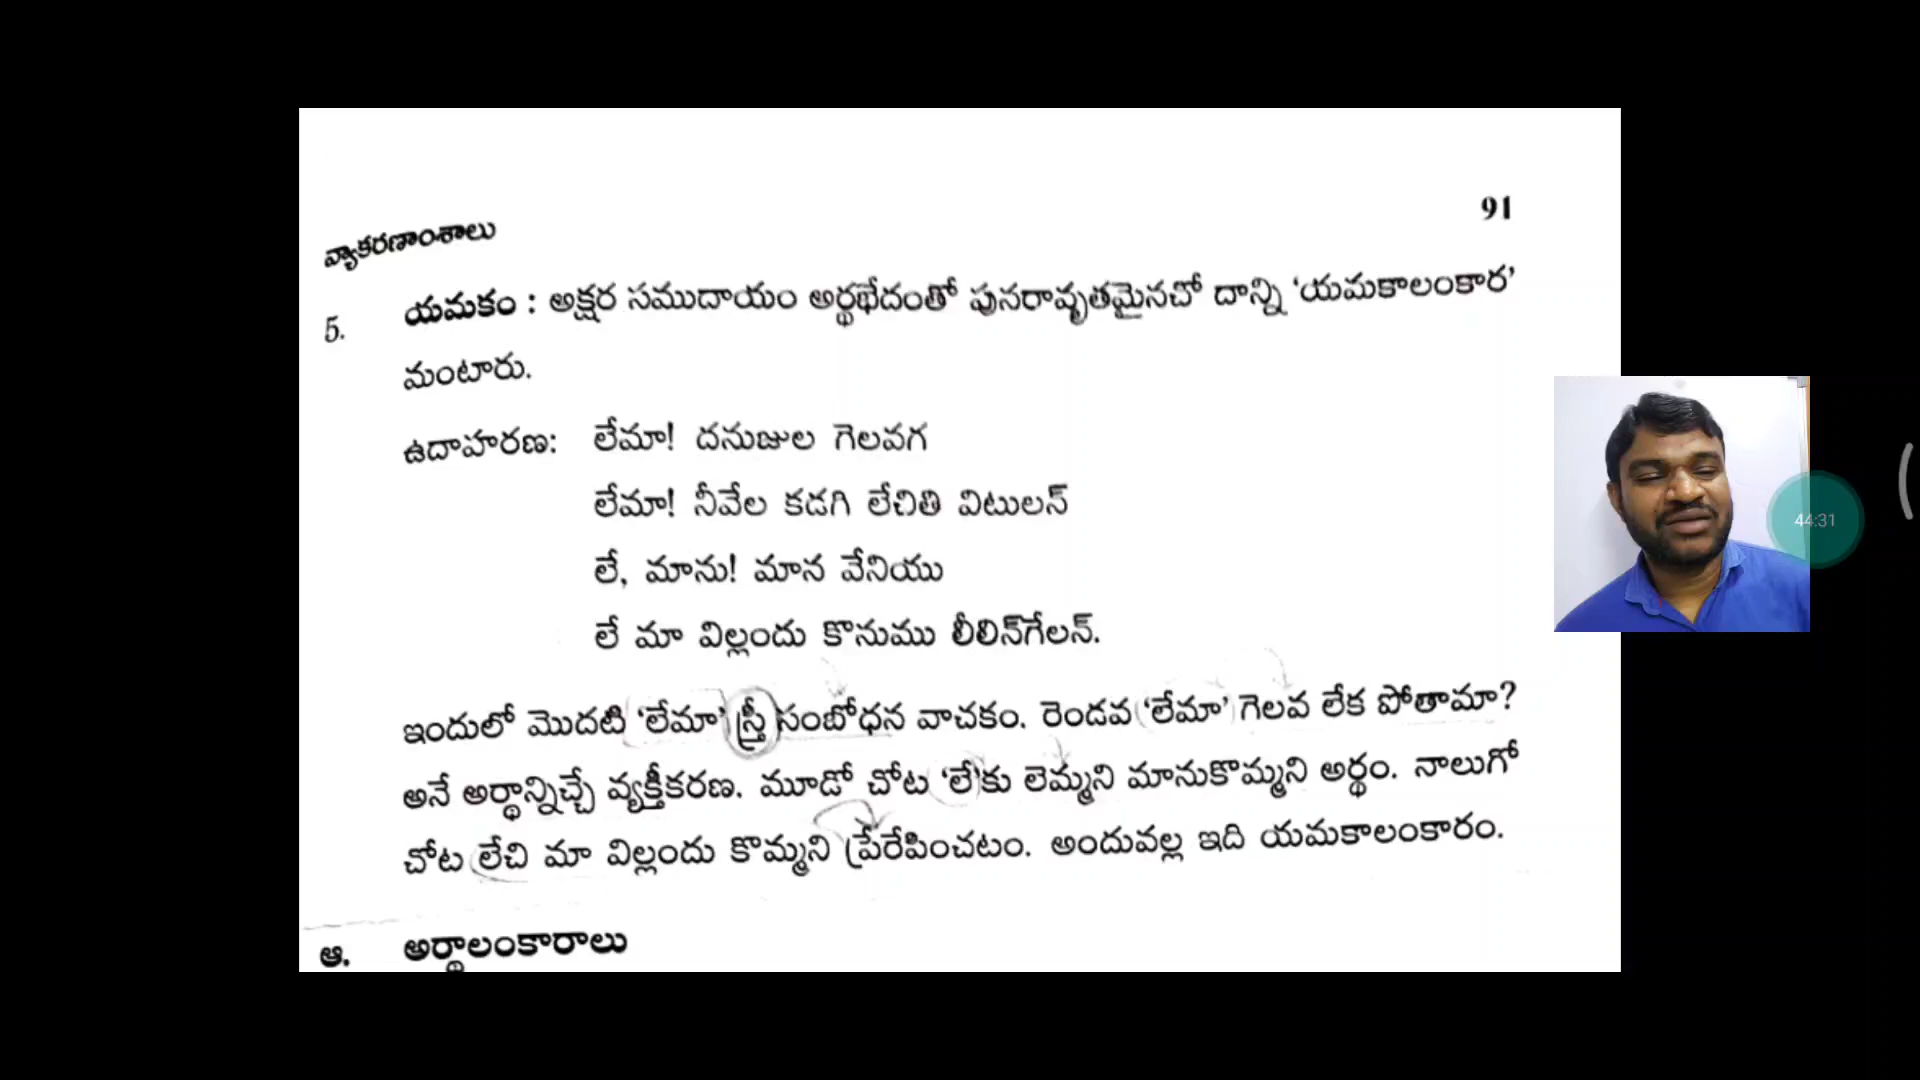 91
వ్యాకరణాంశాలు
5. యమకం : అక్షర సముదాయం అర్థభేదంతో పునరావృతమైనచో దాన్ని ‘యమకాలంకార’
మంటారు.
ఉదాహరణ: లేమా! దనుజుల గెలవగ
లేమా! నీవేల కడగి లేచితి విటులన్
లే, మాను! మాన వేనియు
లే మా విల్లందు కొనుము లీలిన్‌గేలన్.
ఇందులో మొదటి ‘లేమా’ స్త్రీ సంబోధన వాచకం. రెండవ ‘లేమా’ గెలవ లేక పోతామా?
అనే అర్థాన్నిచ్చే వ్యక్తీకరణ. మూడో చోట ‘లే’కు లెమ్మని మానుకొమ్మని అర్థం. నాలుగో
చోట లేచి మా విల్లందు కొమ్మని ప్రేరేపించటం. అందువల్ల ఇది యమకాలంకారం.
ఆ. అర్థాలంకారాలు
44:31